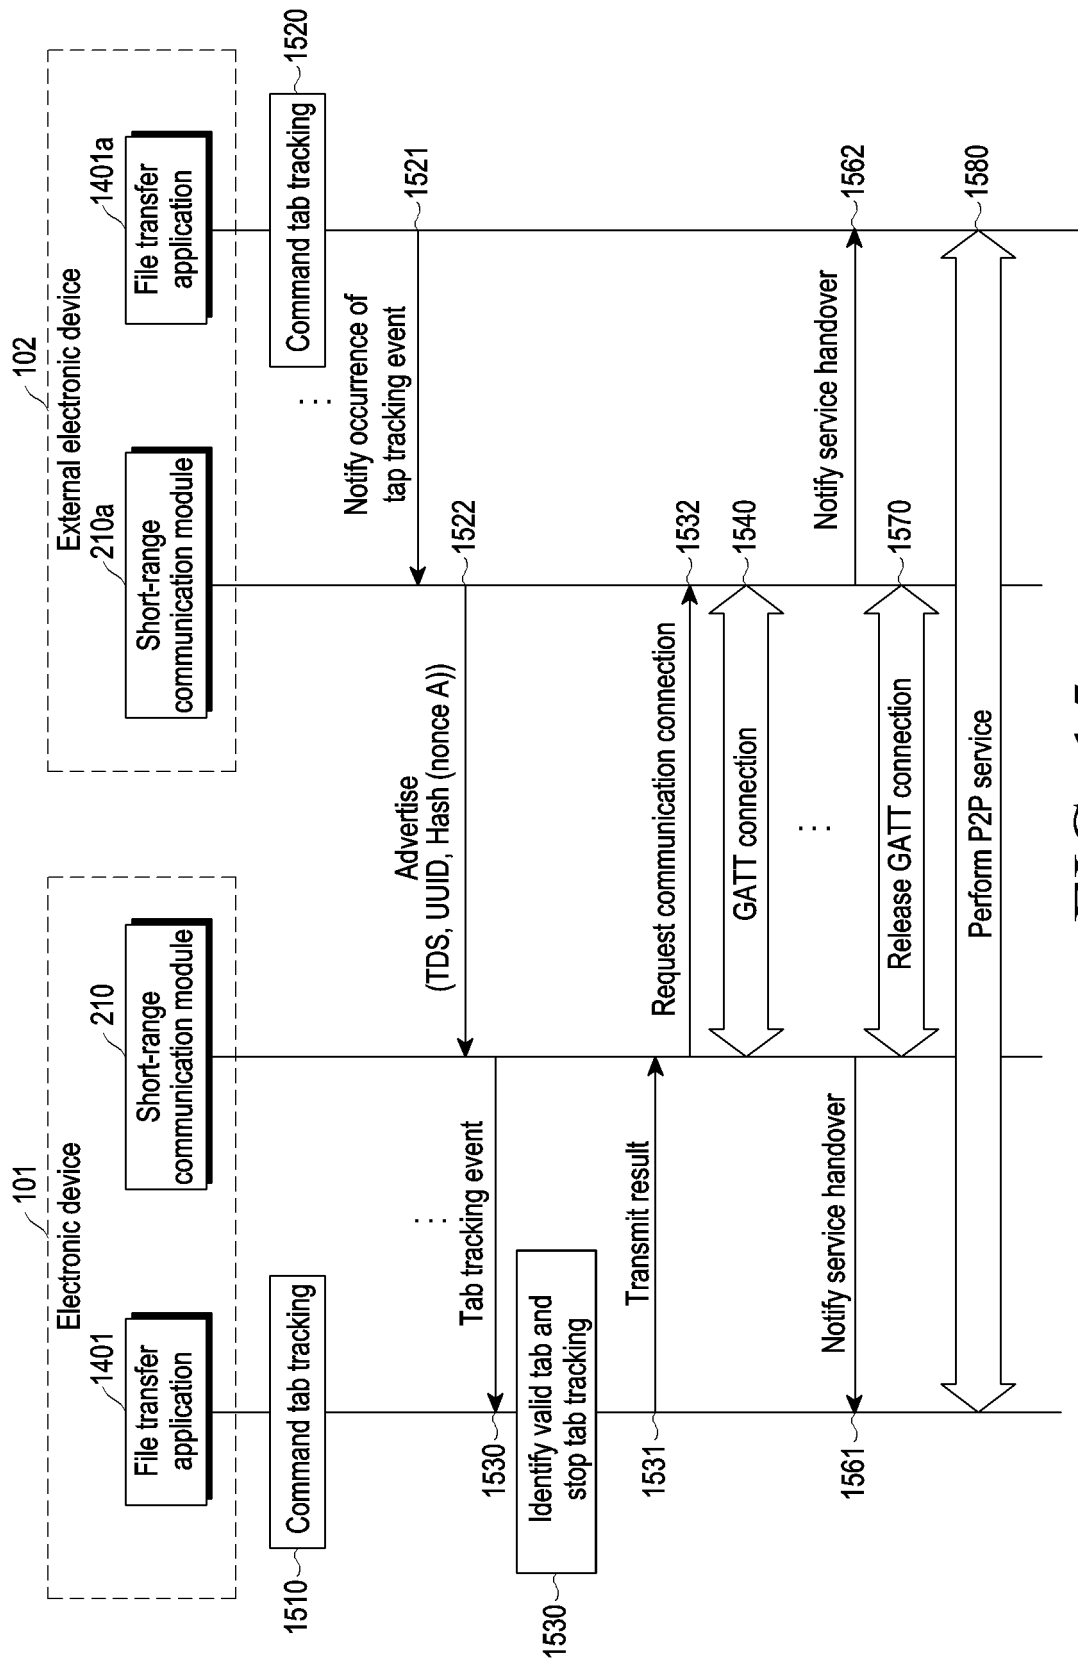 101
Electronic device
102
External electronic device
1401
File transfer
application
210
Short-range
communication module
210a
Short-range
communication module
1401a
File transfer
application
1510
Command tab tracking
Command tab tracking
1520
...
Notify occurrence of
tap tracking event
1521
Advertise
(TDS, UUID, Hash (nonce A))
1522
...
Tab tracking event
1530
Identify valid tab and
stop tab tracking
1530
Transmit result
1531
Request communication connection
1532
GATT connection
1540
...
Notify service handover
1561
Notify service handover
1562
Release GATT connection
1570
Perform P2P service
1580